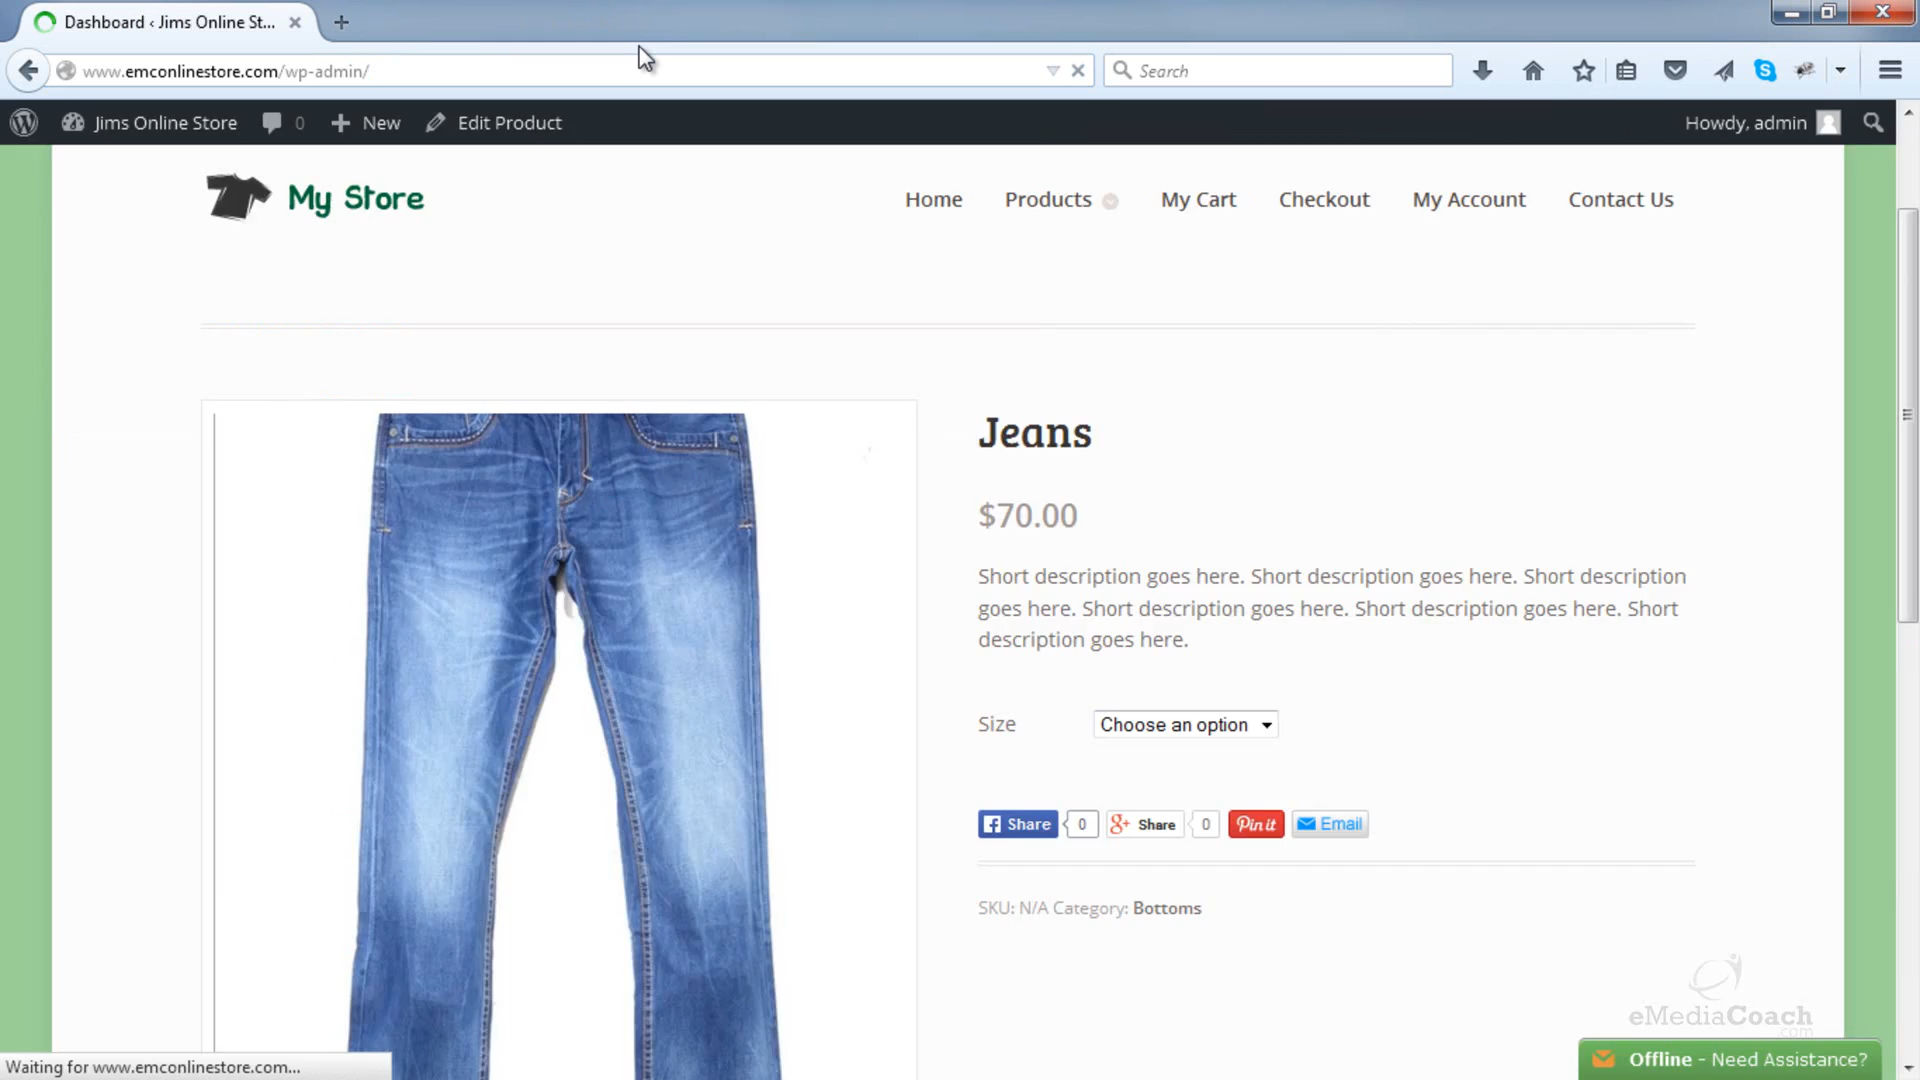 Dashboard ‹ Jims Online St...
www.emconlinestore.com/wp-admin/
Search
Jims Online Store 0 New Edit Product
Howdy, admin
My Store
Home Products My Cart Checkout My Account Contact Us
Jeans
$70.00
Short description goes here. Short description goes here. Short description
goes here. Short description goes here. Short description goes here. Short
description goes here.
Size Choose an option
Share 0 Share 0 Pin it Email
SKU: N/A Category: Bottoms
eMediaCoach
.com
Offline - Need Assistance?
Waiting for www.emconlinestore.com...